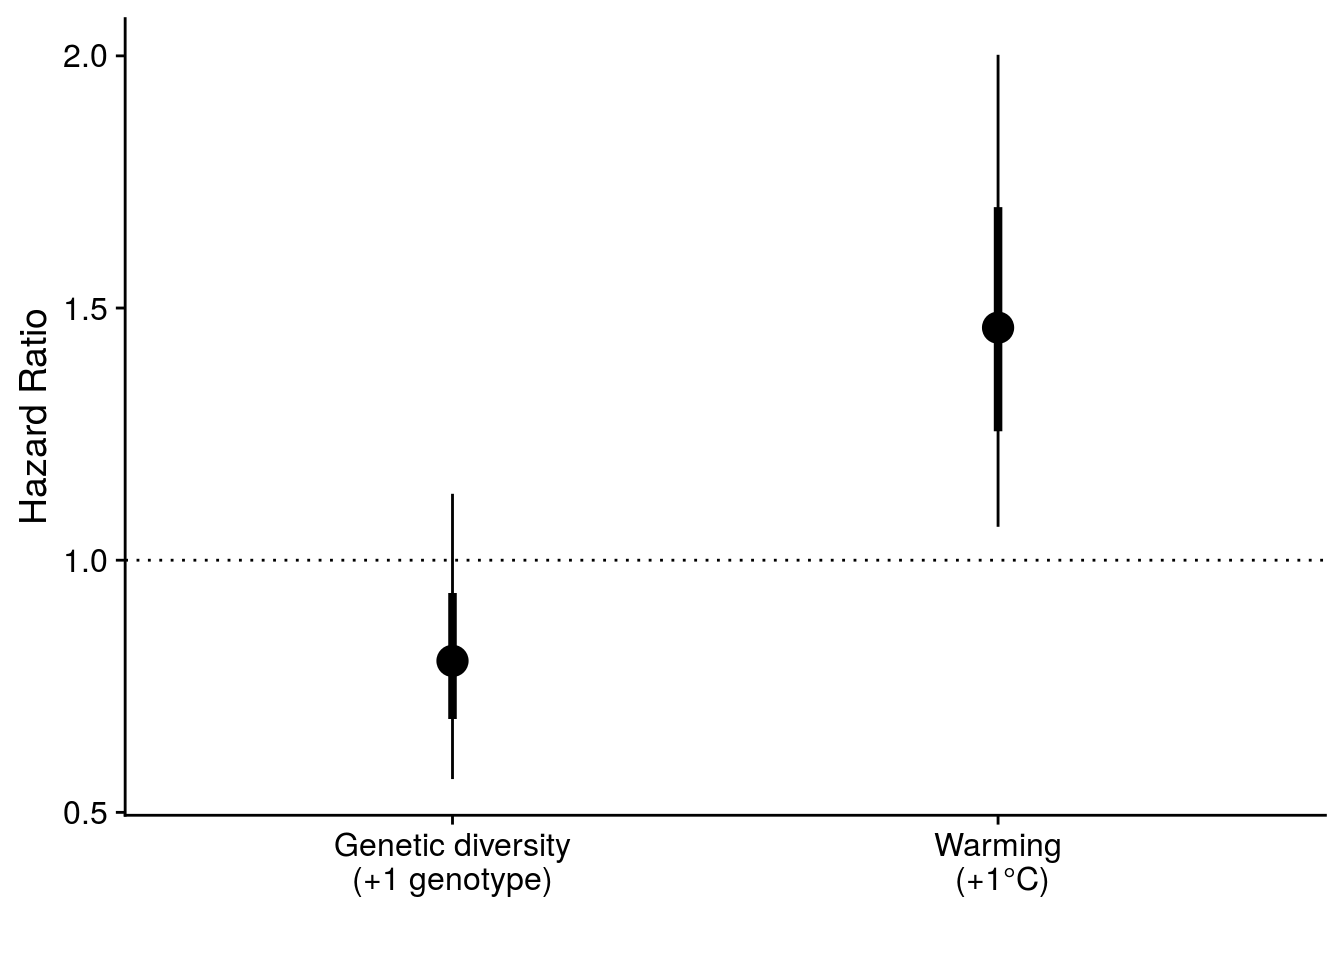 Hazard Ratio
2.0
1.5
1.0
0.5
Genetic diversity
(+1 genotype)
Warming
(+1°C)